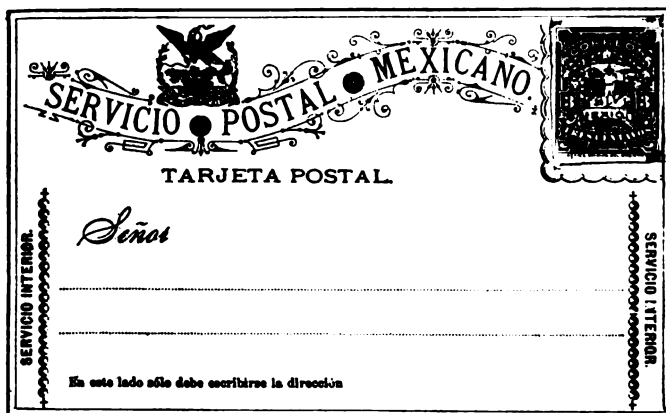 SERVICIO POSTAL MEXICANO.
TARJETA POSTAL.
SERVICIO INTERIOR.
Señor
En este lado sólo debe escribirse la dirección
SERVICIO INTERIOR.